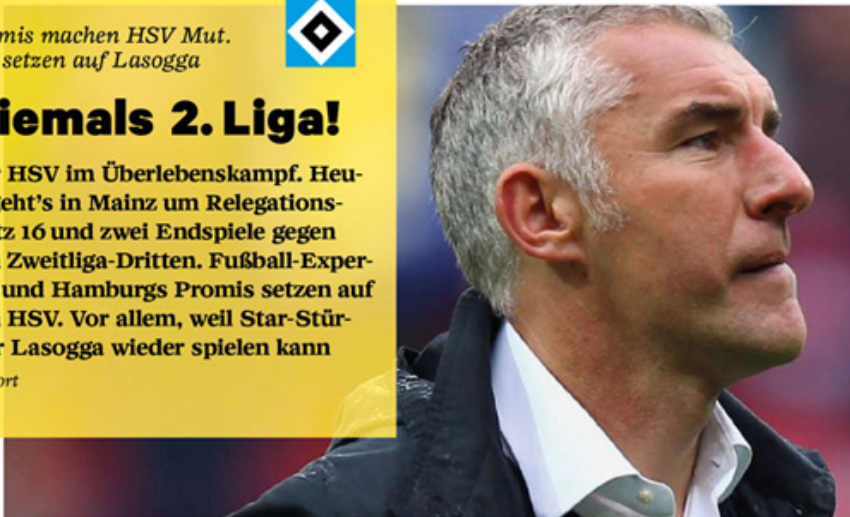 mis machen HSV Mut.
setzen auf Lasogga
iemals 2. Liga!
HSV im Überlebenskampf. Heu-
geht's in Mainz um Relegations-
tz 16 und zwei Endspiele gegen
Zweitliga-Dritten. Fußball-Exper-
und Hamburgs Promis setzen auf
HSV. Vor allem, weil Star-Stür-
r Lasogga wieder spielen kann
ort